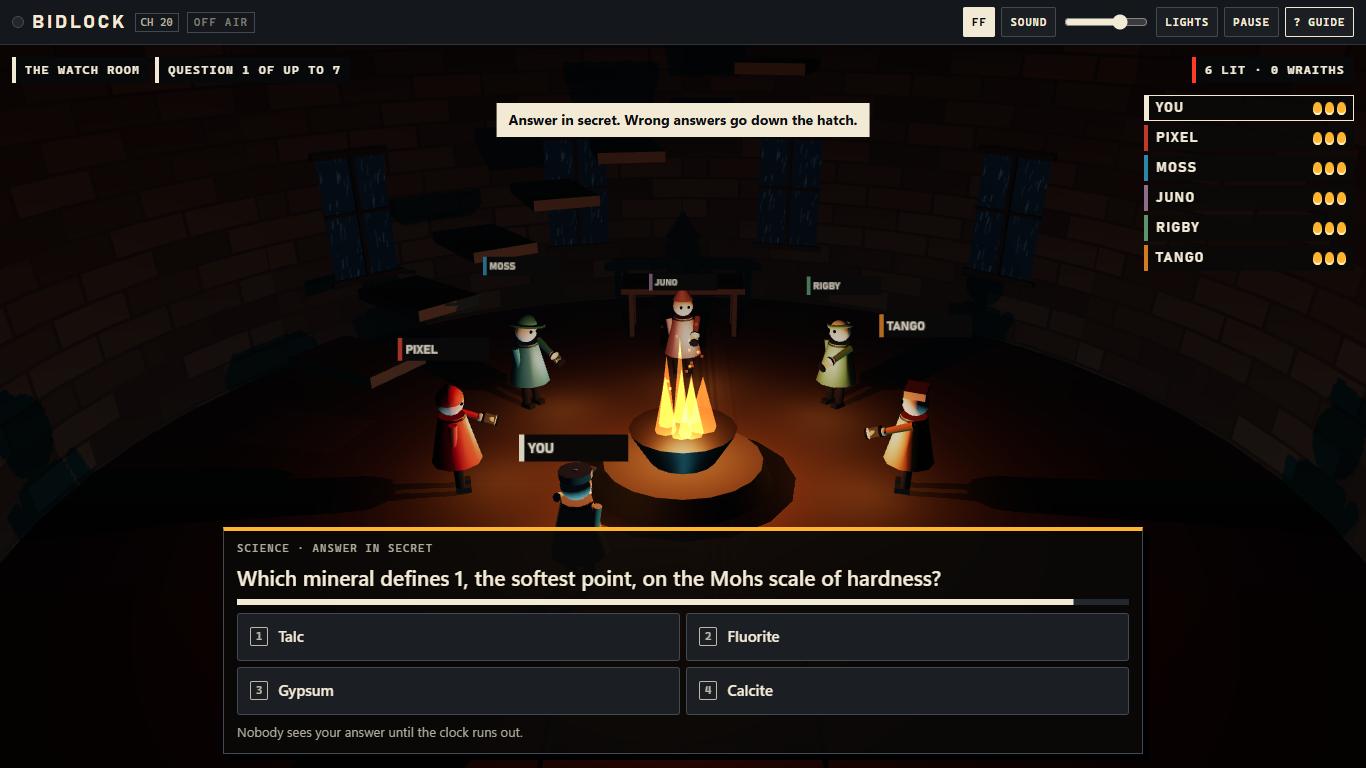 BIDLOCK CH 20 OFF AIR FF SOUND LIGHTS PAUSE ? GUIDE
THE WATCH ROOM QUESTION 1 OF UP TO 7 6 LIT · 0 WRAITHS
Answer in secret. Wrong answers go down the hatch.
YOU
PIXEL
MOSS
JUNO
RIGBY
TANGO
MOSS
JUNO
RIGBY
TANGO
PIXEL
YOU
SCIENCE · ANSWER IN SECRET
Which mineral defines 1, the softest point, on the Mohs scale of hardness?
1 Talc
2 Fluorite
3 Gypsum
4 Calcite
Nobody sees your answer until the clock runs out.